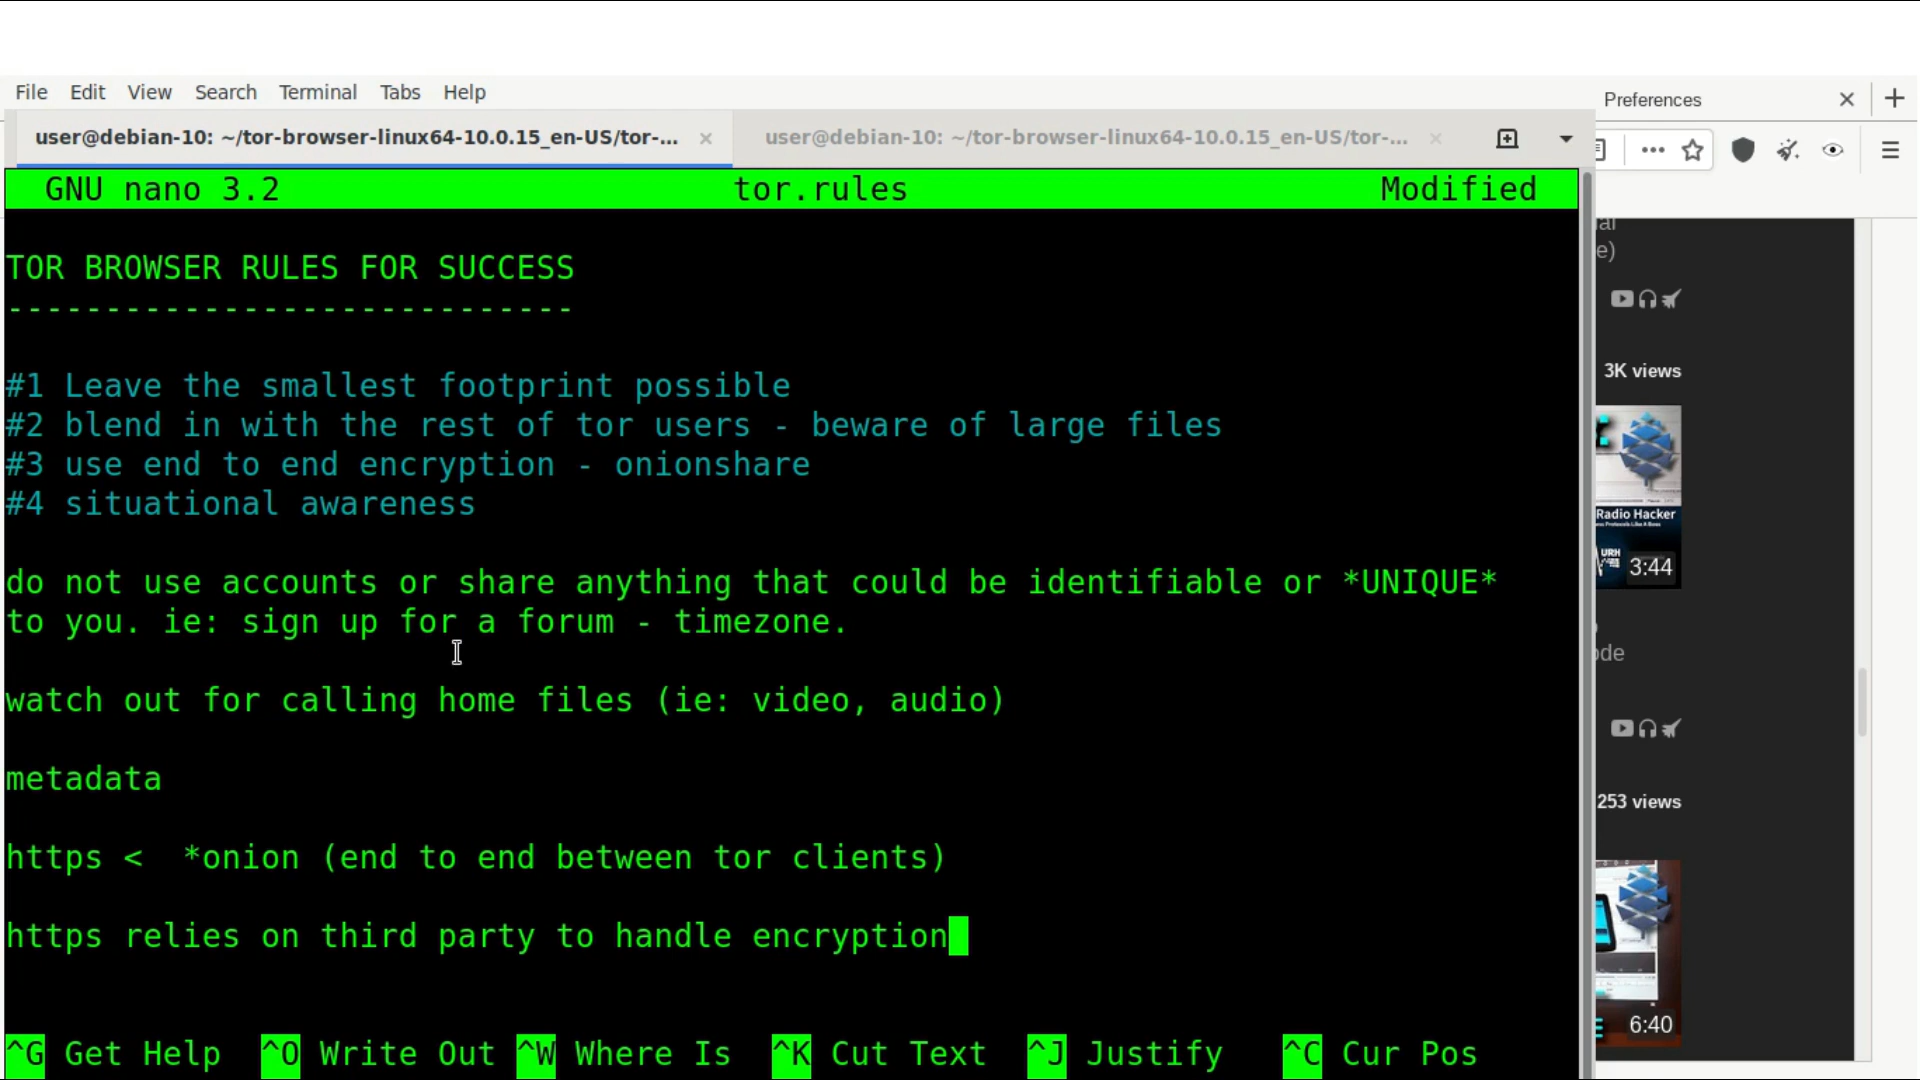 File Edit View Search Terminal Tabs Help
Preferences
user@debian-10: ~/tor-browser-linux64-10.0.15_en-US/tor-...
user@debian-10: ~/tor-browser-linux64-10.0.15_en-US/tor-...
GNU nano 3.2 tor.rules Modified
TOR BROWSER RULES FOR SUCCESS
-----------------------------
#1 Leave the smallest footprint possible
#2 blend in with the rest of tor users - beware of large files
#3 use end to end encryption - onionshare
#4 situational awareness
do not use accounts or share anything that could be identifiable or *UNIQUE*
to you. ie: sign up for a forum - timezone.
watch out for calling home files (ie: video, audio)
metadata
https < *onion (end to end between tor clients)
https relies on third party to handle encryption
^G Get Help ^O Write Out ^W Where Is ^K Cut Text ^J Justify ^C Cur Pos
e)
3K views
Radio Hacker
URH
3:44
ode
253 views
6:40